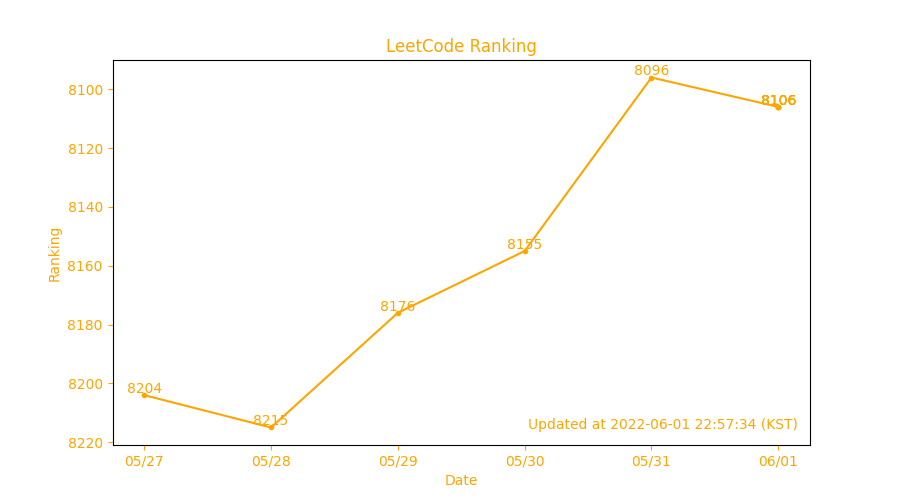 LeetCode Ranking
8100
8120
8140
8160
8180
8200
8220
Ranking
8204
8215
8176
8155
8096
8106
Updated at 2022-06-01 22:57:34 (KST)
05/27 05/28 05/29 05/30 05/31 06/01
Date